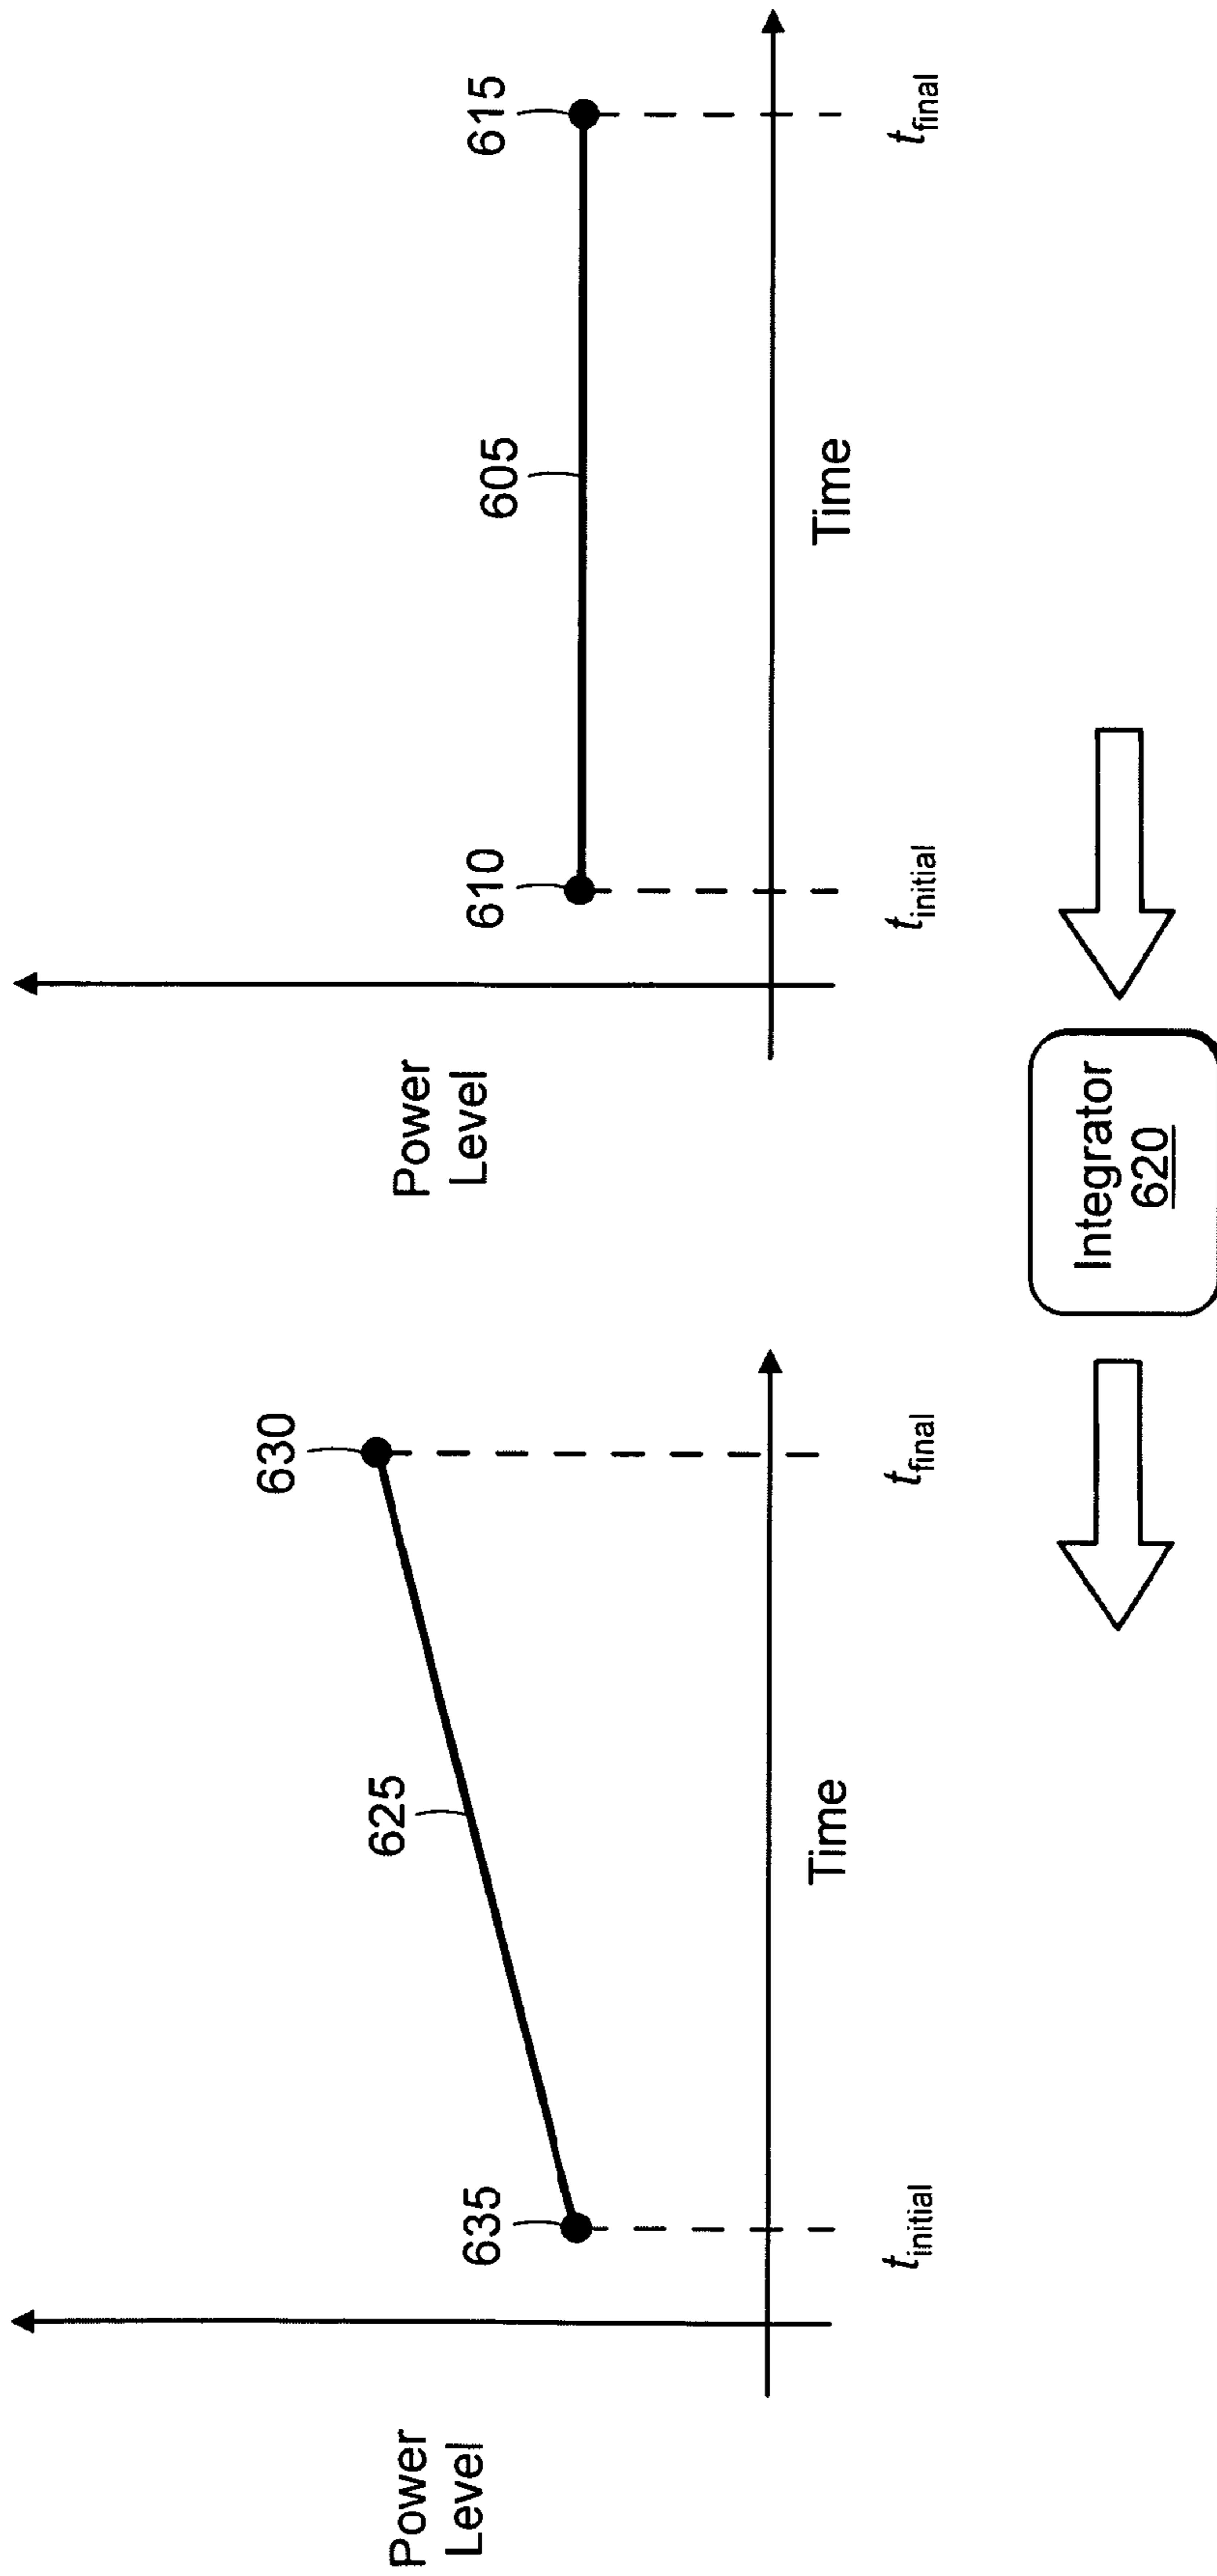 Power
Level
635
625
630
Time
t_initial
t_final
Power
Level
610
605
615
Time
t_initial
t_final
Integrator
620